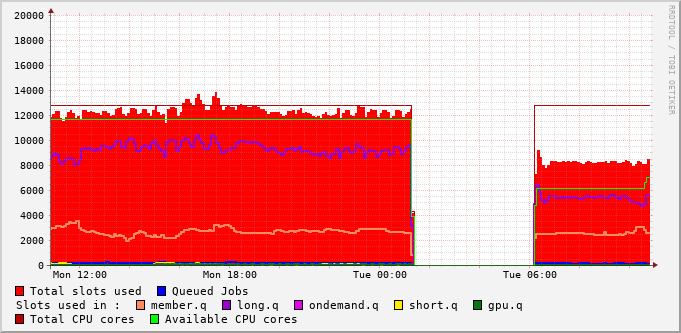 20000
18000
16000
14000
12000
10000
8000
6000
4000
2000
0
Mon 12:00 Mon 18:00 Tue 00:00 Tue 06:00
RRDTOOL / TOBI OETIKER
Total slots used Queued Jobs
Slots used in : member.q long.q ondemand.q short.q gpu.q
Total CPU cores Available CPU cores